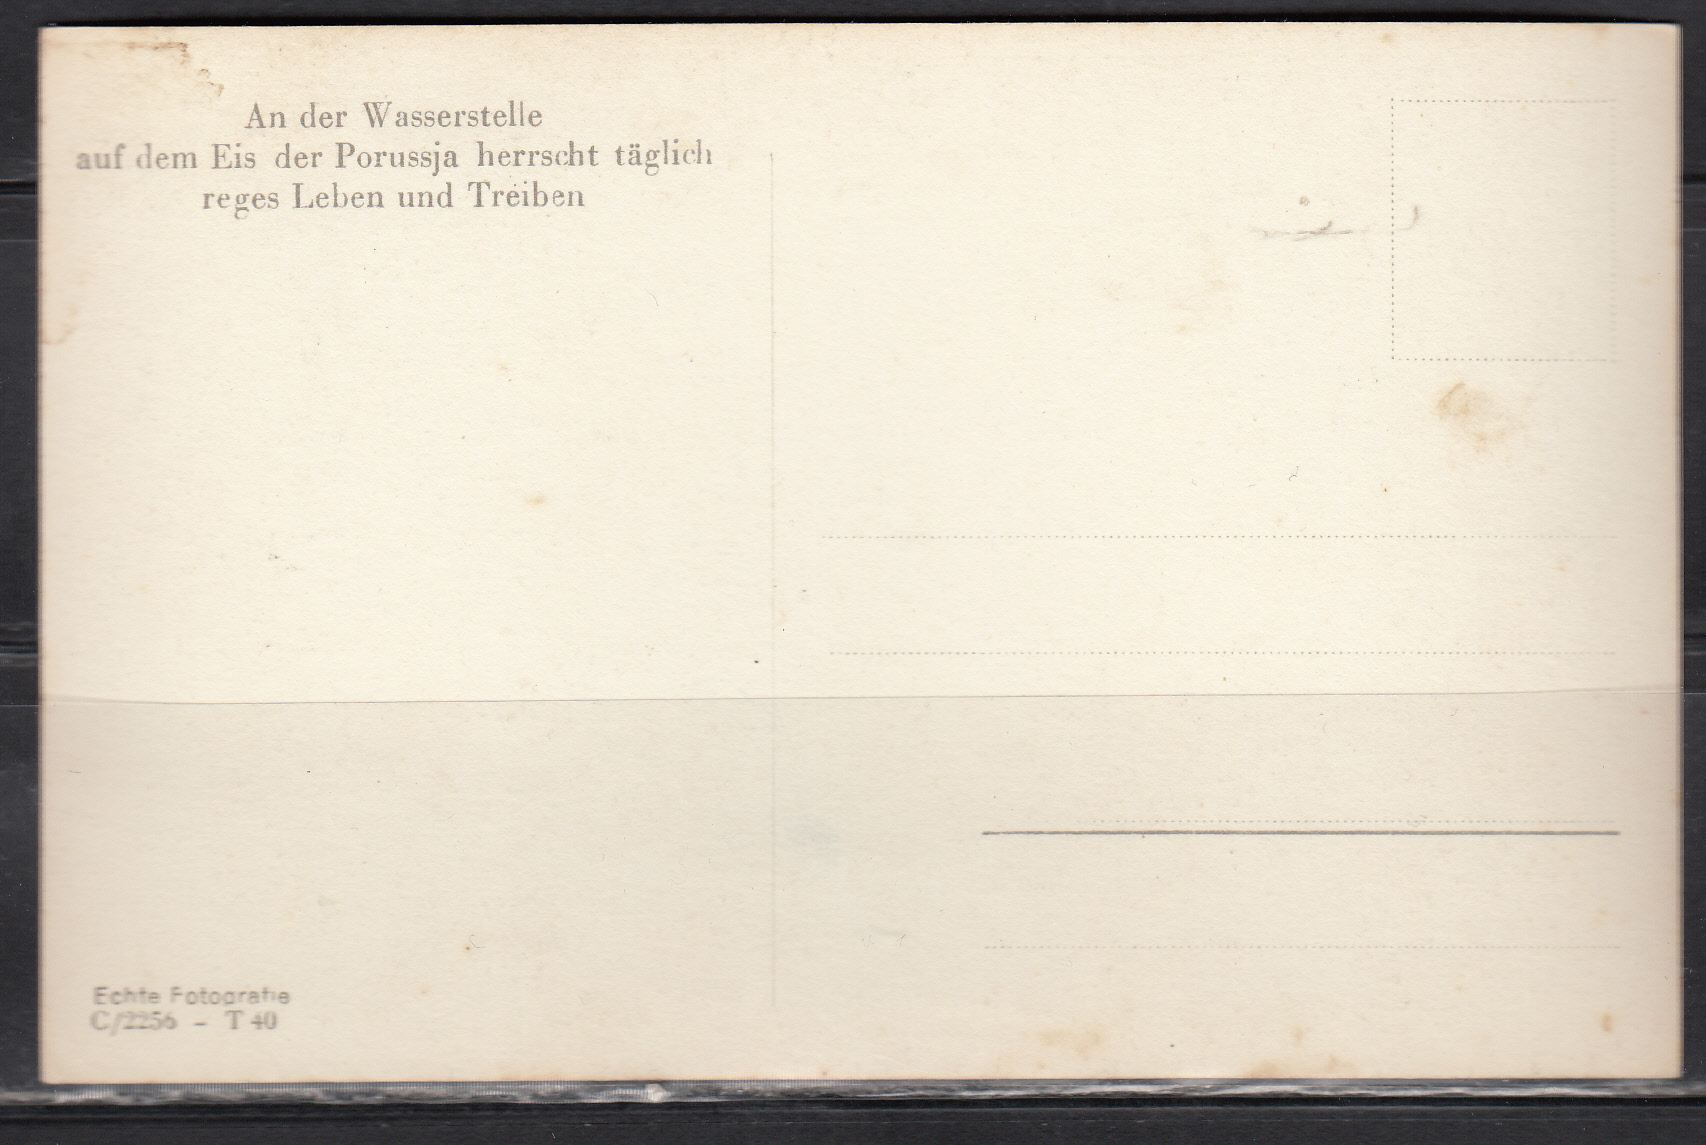 An der Wasserstelle
auf dem Eis der Porussja herrscht täglich
reges Leben und Treiben
Echte Fotografie
C/2256 – T 40